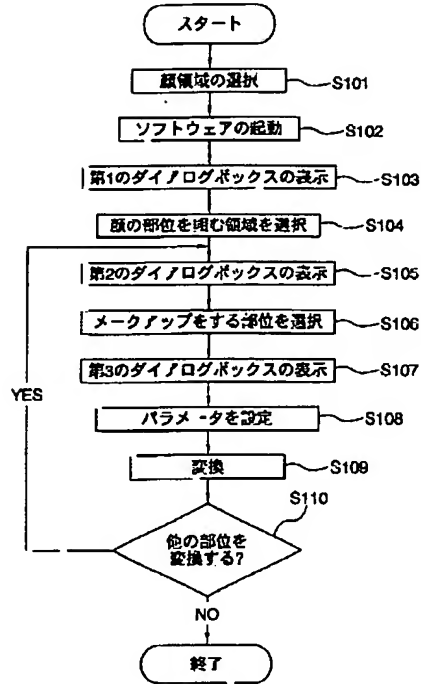 スタート
顔領域の選択
S101
ソフトウェアの起動
S102
第1のダイアログボックスの表示
S103
顔の部位を囲む領域を選択
S104
第2のダイアログボックスの表示
S105
メークアップをする部位を選択
S106
第3のダイアログボックスの表示
S107
パラメータを設定
S108
変換
S109
S110
他の部位を
変換する?
YES
NO
終了